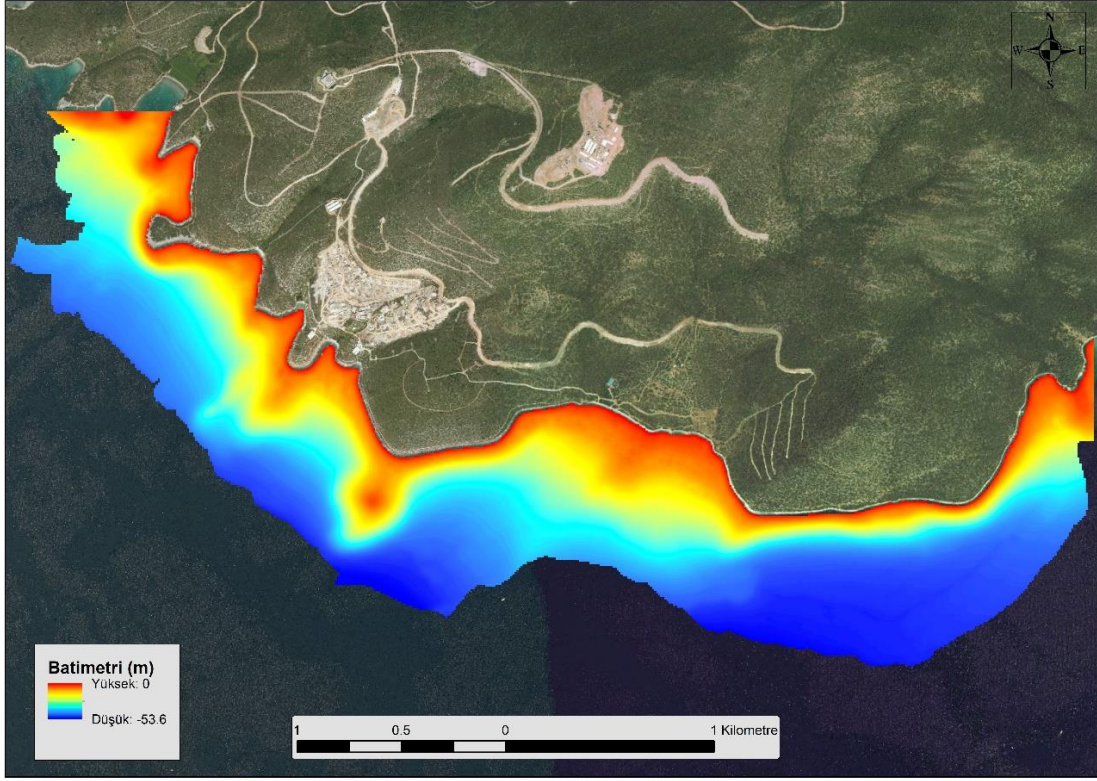 N
W E
S
Batimetri (m)
Yüksek: 0
Düşük: -53.6
1 0.5 0 1 Kilometre